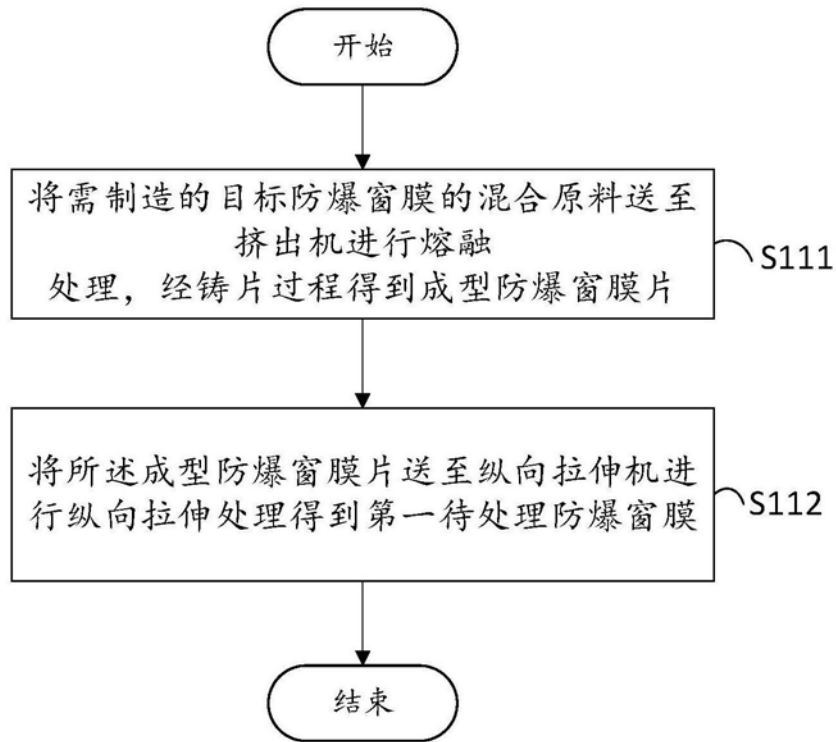 开始
将需制造的目标防爆窗膜的混合原料送至
挤出机进行熔融
处理，经铸片过程得到成型防爆窗膜片
S111
将所述成型防爆窗膜片送至纵向拉伸机进
行纵向拉伸处理得到第一待处理防爆窗膜
S112
结束